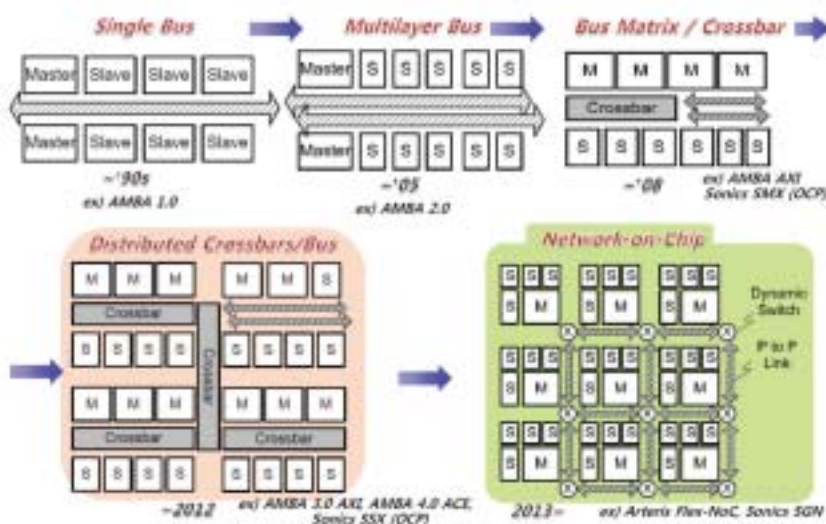 Single Bus
Multilayer Bus
Bus Matrix / Crossbar
Master Slave Slave Slave
Master S S S S S
M M M M
Crossbar
Master Slave Slave Slave
Master S S S S S
S S S S S S
~'90s
ex) AMBA 1.0
~'05
ex) AMBA 2.0
~'08
ex) AMBA AXI
Sonics SMX (OCP)
Distributed Crossbars/Bus
M M M
M M S
Crossbar
Crossbar
S S S S
S S S S
M M M
M M M
Crossbar
Crossbar
S S S S
S S S S
~2012
ex) AMBA 3.0 AXI, AMBA 4.0 ACE,
Sonics SSX (OCP)
Network-on-Chip
S S S S S S S S S
S M S M S M
X X X
Dynamic
Switch
P to P
Link
S S S S S S S S S
S M S M S M
X X X
S S S S S S S S S
S M S M S M
X X X
2013~
ex) Arteris Flex-NoC, Sonics SGN